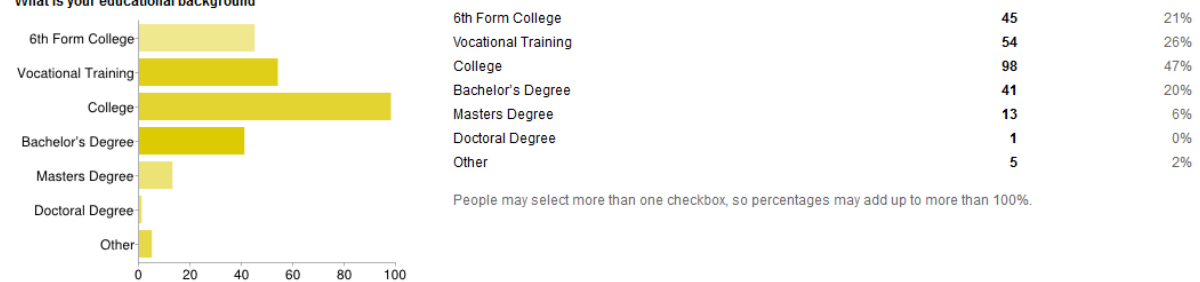 What is your educational background
6th Form College
Vocational Training
College
Bachelor's Degree
Masters Degree
Doctoral Degree
Other
0 20 40 60 80 100
6th Form College 45 21%
Vocational Training 54 26%
College 98 47%
Bachelor's Degree 41 20%
Masters Degree 13 6%
Doctoral Degree 1 0%
Other 5 2%
People may select more than one checkbox, so percentages may add up to more than 100%.